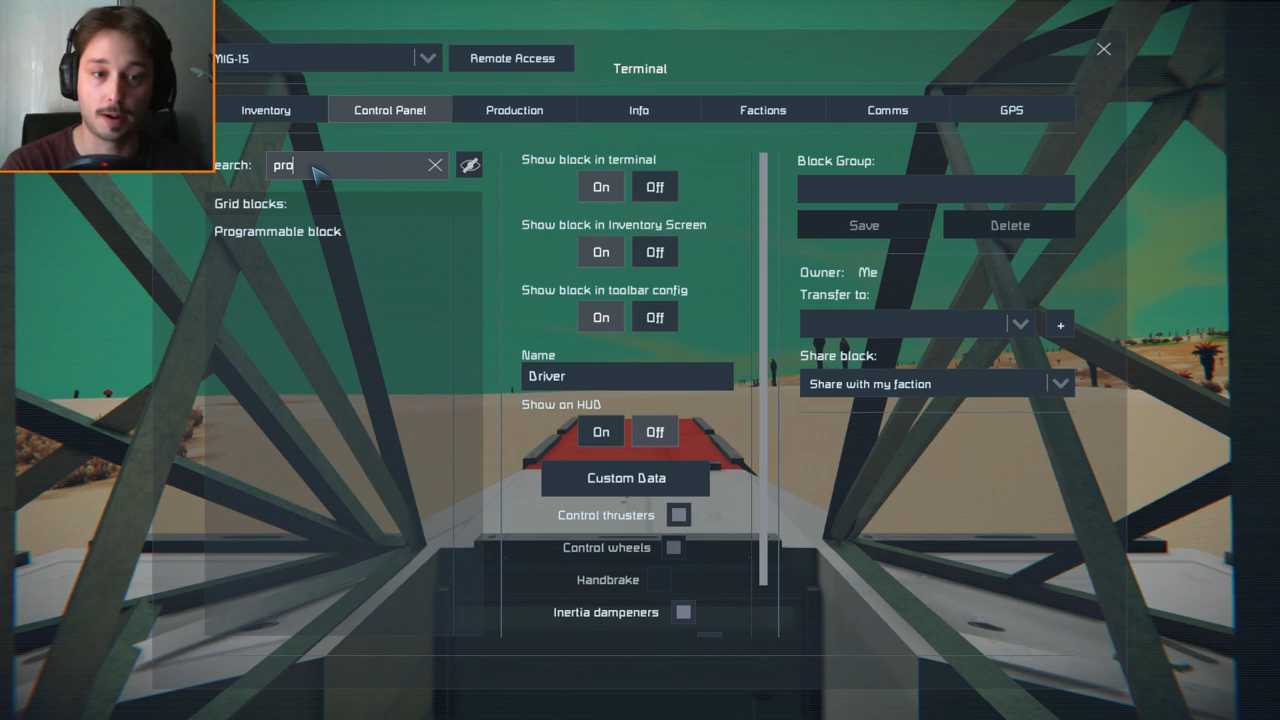 MIG-15
Remote Access
Terminal
Inventory
Control Panel
Production
Info
Factions
Comms
GPS
earch:
pro
Grid blocks:
Programmable block
Show block in terminal
On
Off
Show block in Inventory Screen
On
Off
Show block in toolbar config
On
Off
Name
Driver
Show on HUD
On
Off
Custom Data
Control thrusters
Control wheels
Handbrake
Inertia dampeners
Block Group:
Save
Delete
Owner: Me
Transfer to:
+
Share block:
Share with my faction